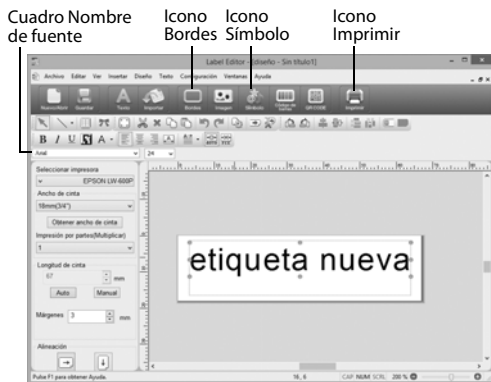 Cuadro Nombre
de fuente
Icono
Bordes
Icono
Símbolo
Icono
Imprimir
Label Editor - [diseño - Sin título1]
Archivo Editar Ver Insertar Diseño Texto Configuración Ventanas Ayuda
Nuevo/Abrir Guardar Texto Importar Bordes Imagen Símbolo Código de barras QR CODE Imprimir
B I U A
Arial 24
Seleccionar impresora
EPSON LW-600P
Ancho de cinta
18mm(3/4")
Obtener ancho de cinta
Impresión por partes(Multiplicar)
1
Longitud de cinta
67 mm
Auto Manual
Márgenes 3 mm
Alineación
etiqueta nueva
Pulse F1 para obtener Ayuda.
16, 6 CAP NUM SCRL 200 %